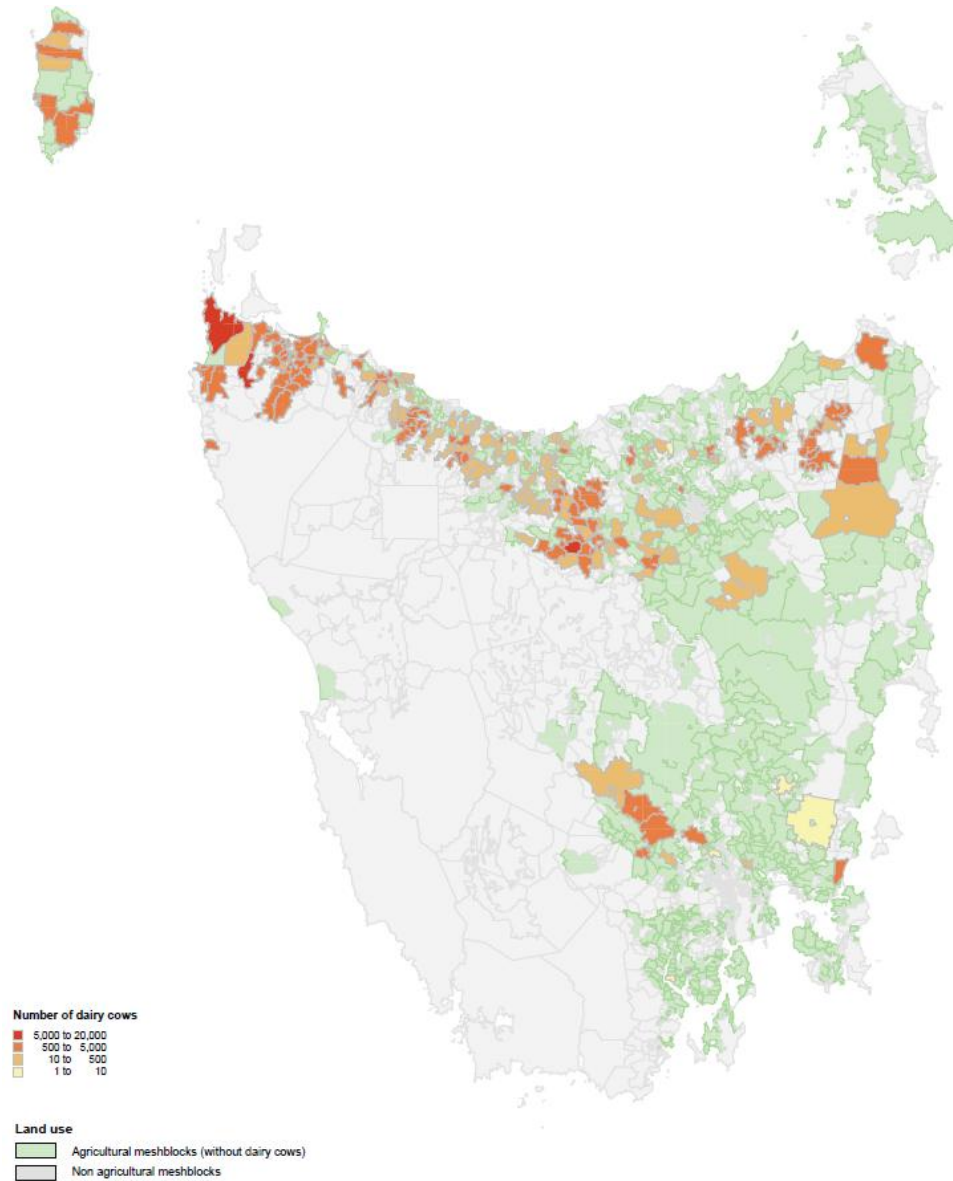 Number of dairy cows
5,000 to 20,000
500 to 5,000
10 to 500
1 to 10
Land use
Agricultural meshblocks (without dairy cows)
Non agricultural meshblocks